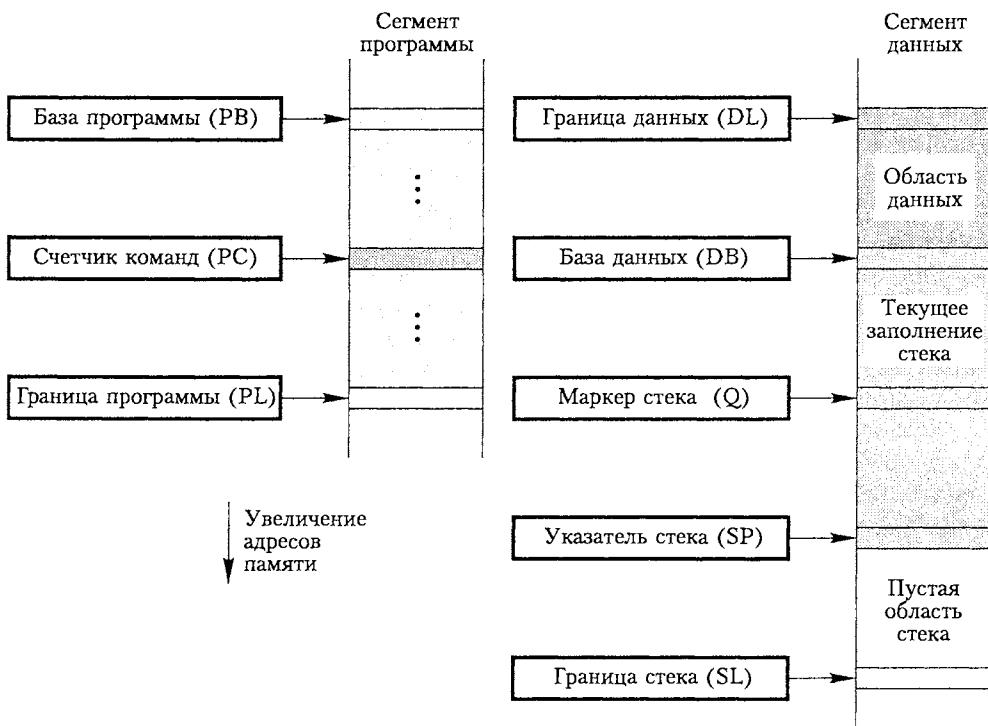 Сегмент
программы
База программы (PB)
Счетчик команд (PC)
Граница программы (PL)
Увеличение
адресов
памяти
Сегмент
данных
Граница данных (DL)
Область
данных
База данных (DB)
Текущее
заполнение
стека
Маркер стека (Q)
Указатель стека (SP)
Пустая
область
стека
Граница стека (SL)